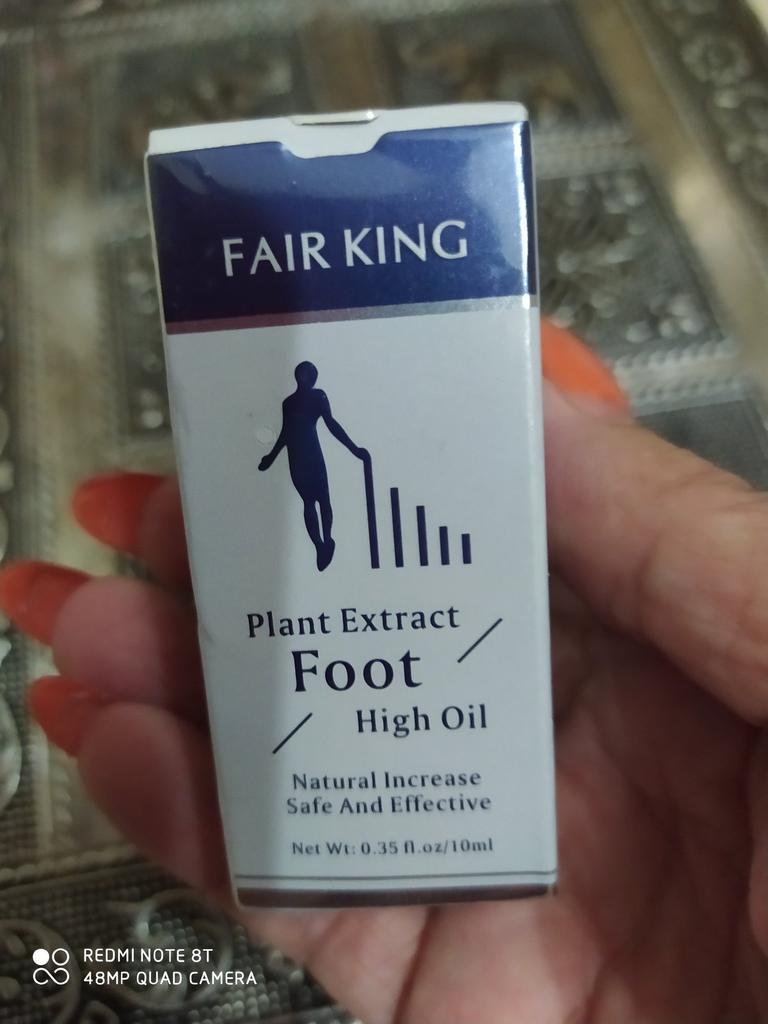 FAIR KING
Plant Extract
Foot
High Oil
Natural Increase
Safe And Effective
Net Wt: 0.35 fl.oz/10ml
REDMI NOTE 8T
48MP QUAD CAMERA